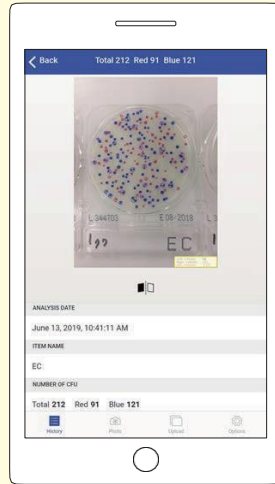 Back Total 212 Red 91 Blue 121
L 344703 E 08-2018 L 3
EC
ANALYSIS DATE
June 13, 2019, 10:41:11 AM
ITEM NAME
EC
NUMBER OF CFU
Total 212 Red 91 Blue 121
History Photo Upload Options